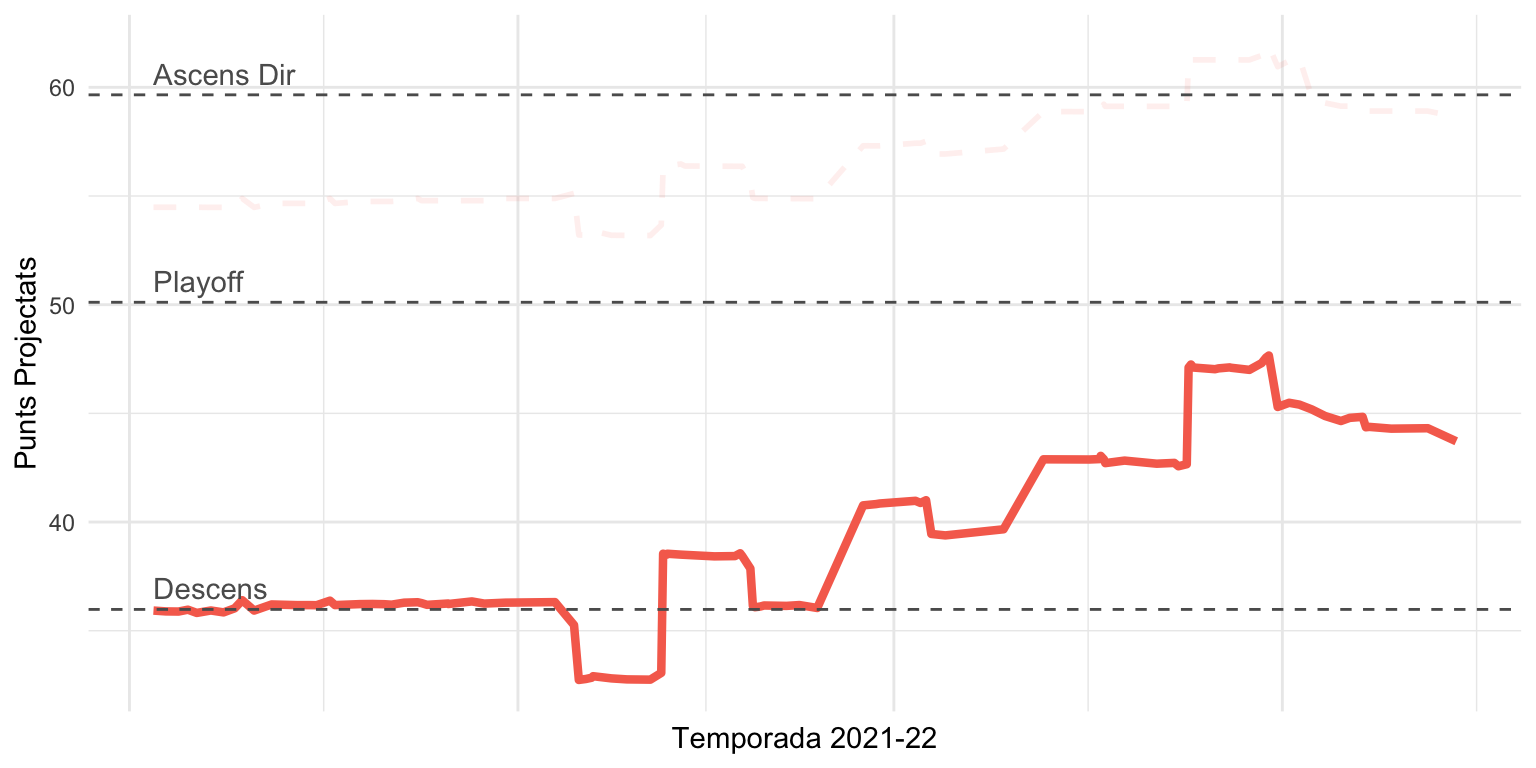 Ascens Dir
60
Playoff
50
Punts Projectats
40
Descens
Temporada 2021-22